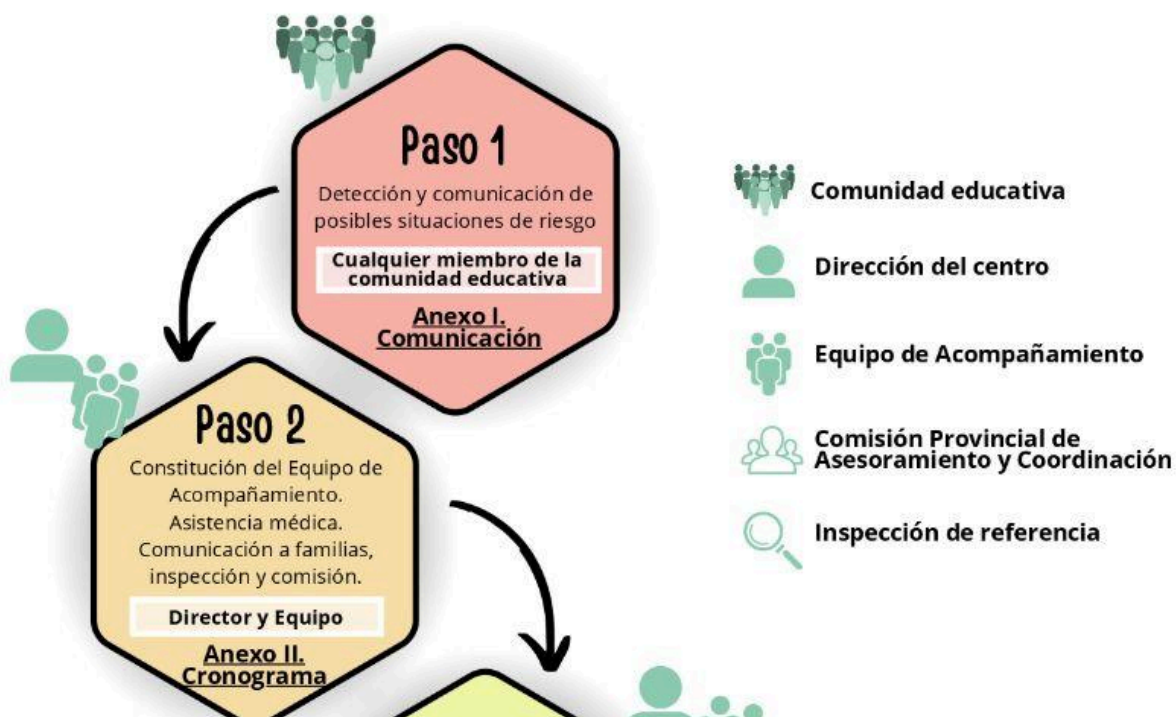 Paso 1
Detección y comunicación de
posibles situaciones de riesgo
Cualquier miembro de la
comunidad educativa
Anexo I.
Comunicación
Paso 2
Constitución del Equipo de
Acompañamiento.
Asistencia médica.
Comunicación a familias,
inspección y comisión.
Director y Equipo
Anexo II.
Cronograma
Comunidad educativa
Dirección del centro
Equipo de Acompañamiento
Comisión Provincial de
Asesoramiento y Coordinación
Inspección de referencia